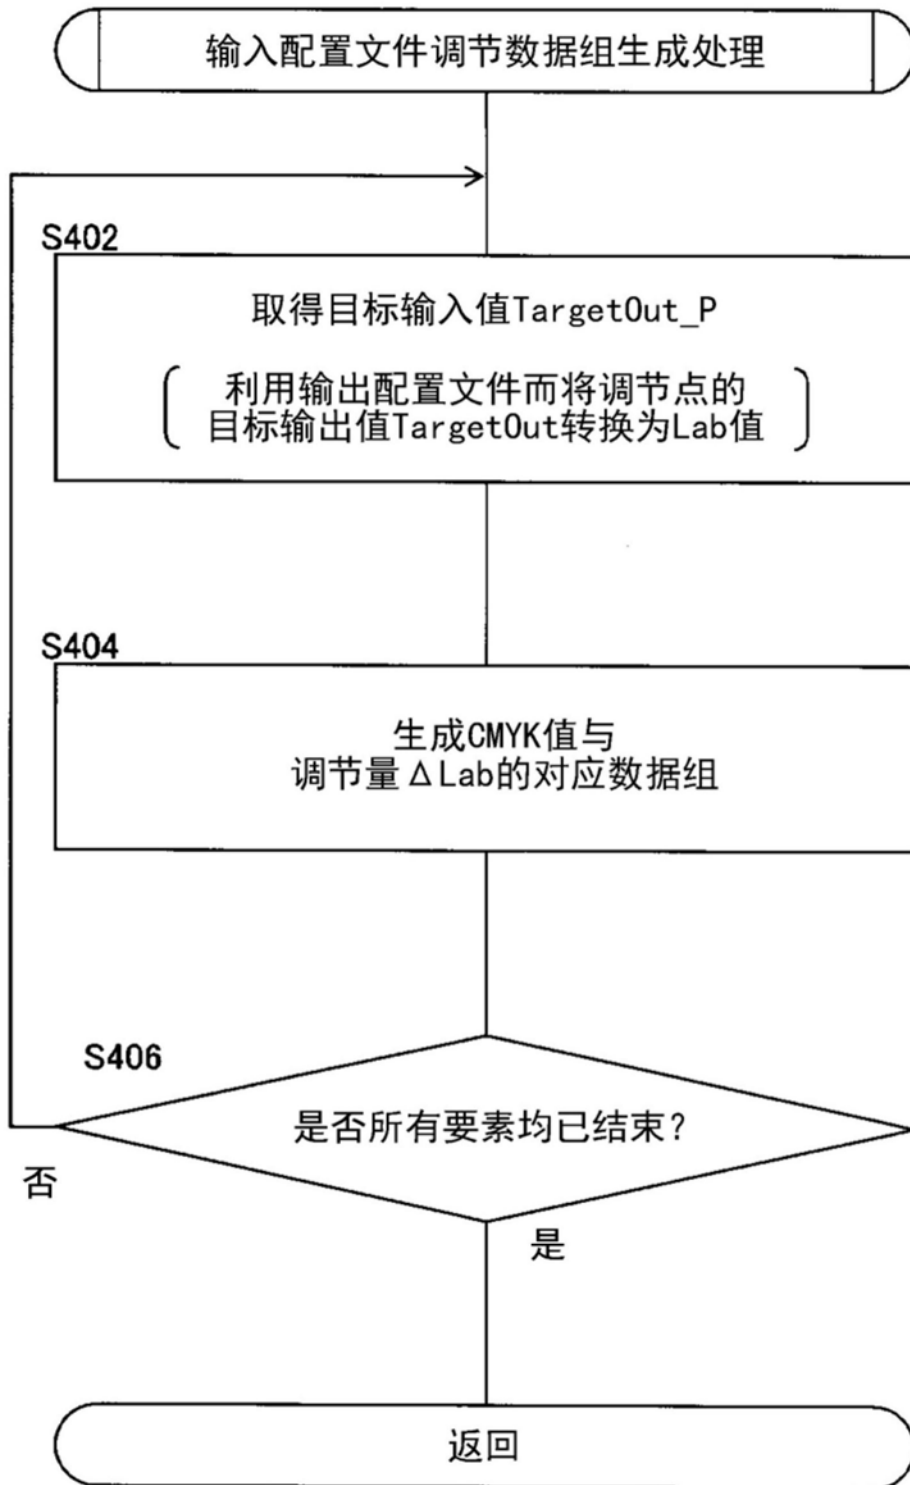 输入配置文件调节数据组生成处理
S402
取得目标输入值TargetOut_P
利用输出配置文件而将调节点的
目标输出值TargetOut转换为Lab值
S404
生成CMYK值与
调节量ΔLab的对应数据组
S406
是否所有要素均已结束？
否
是
返回